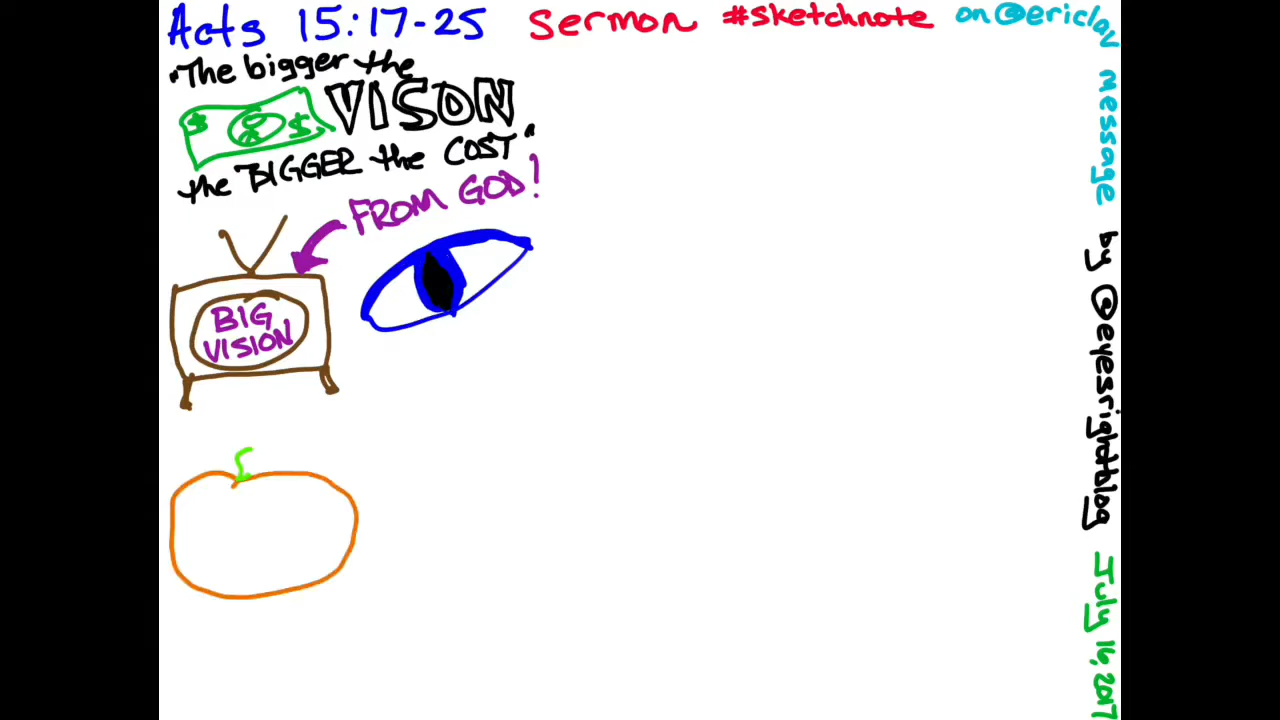 Acts 15:17-25 Sermon #sketchnote on @ericlav message by @eyesrightblog July 16, 2017
"The bigger the
$ $ VISON
the BIGGER the COST"
FROM GOD!
BIG
VISION